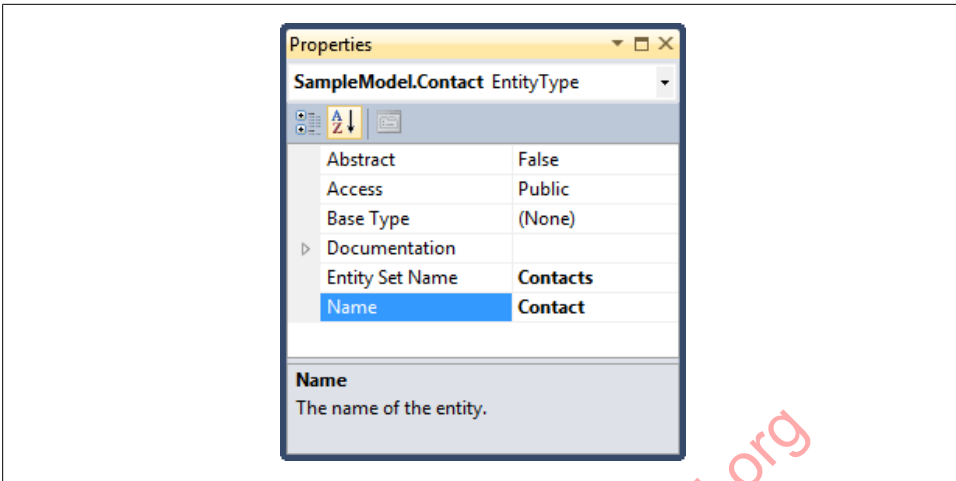 Properties
SampleModel.Contact EntityType
Abstract False
Access Public
Base Type (None)
Documentation
Entity Set Name Contacts
Name Contact
Name
The name of the entity.
.org